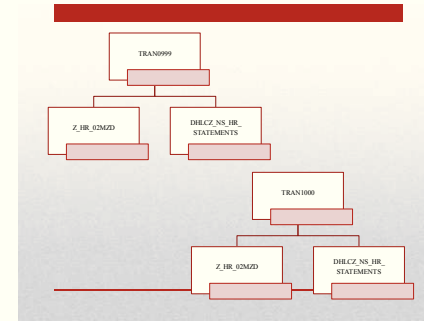 TRAN0999
Z_HR_02MZD
DHLCZ_NS_HR_
STATEMENTS
TRAN1000
Z_HR_02MZD
DHLCZ_NS_HR_
STATEMENTS